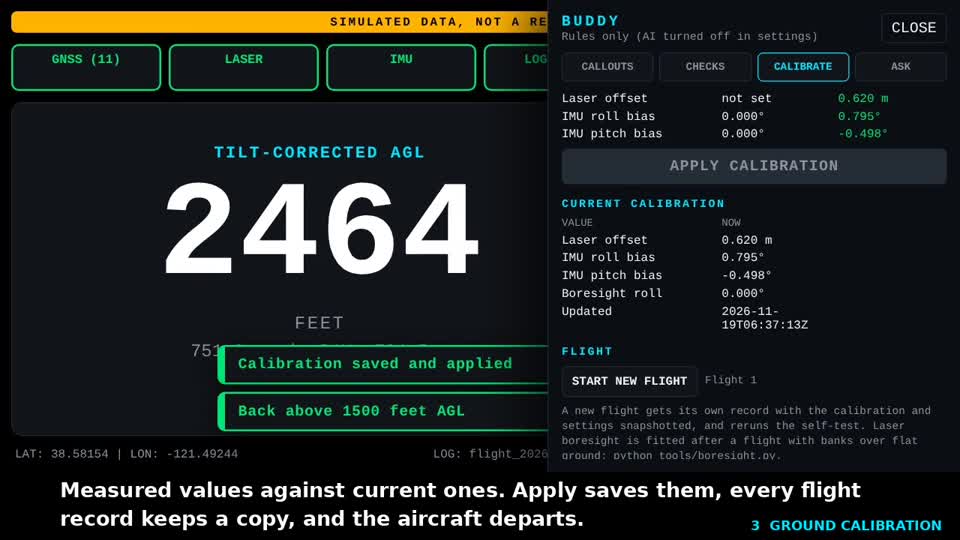 SIMULATED DATA, NOT A RE
GNSS (11)
LASER
IMU
LOG
TILT-CORRECTED AGL
2464
FEET
751
Calibration saved and applied
Back above 1500 feet AGL
LAT: 38.58154 | LON: -121.49244
LOG: flight_2026
BUDDY
Rules only (AI turned off in settings)
CLOSE
CALLOUTS
CHECKS
CALIBRATE
ASK
Laser offset not set 0.620 m
IMU roll bias 0.000° 0.795°
IMU pitch bias 0.000° -0.498°
APPLY CALIBRATION
CURRENT CALIBRATION
VALUE NOW
Laser offset 0.620 m
IMU roll bias 0.795°
IMU pitch bias -0.498°
Boresight roll 0.000°
Updated 2026-11-
19T06:37:13Z
FLIGHT
START NEW FLIGHT Flight 1
A new flight gets its own record with the calibration and
settings snapshotted, and reruns the self-test. Laser
boresight is fitted after a flight with banks over flat
ground: python tools/boresight.py.
Measured values against current ones. Apply saves them, every flight
record keeps a copy, and the aircraft departs.
3 GROUND CALIBRATION